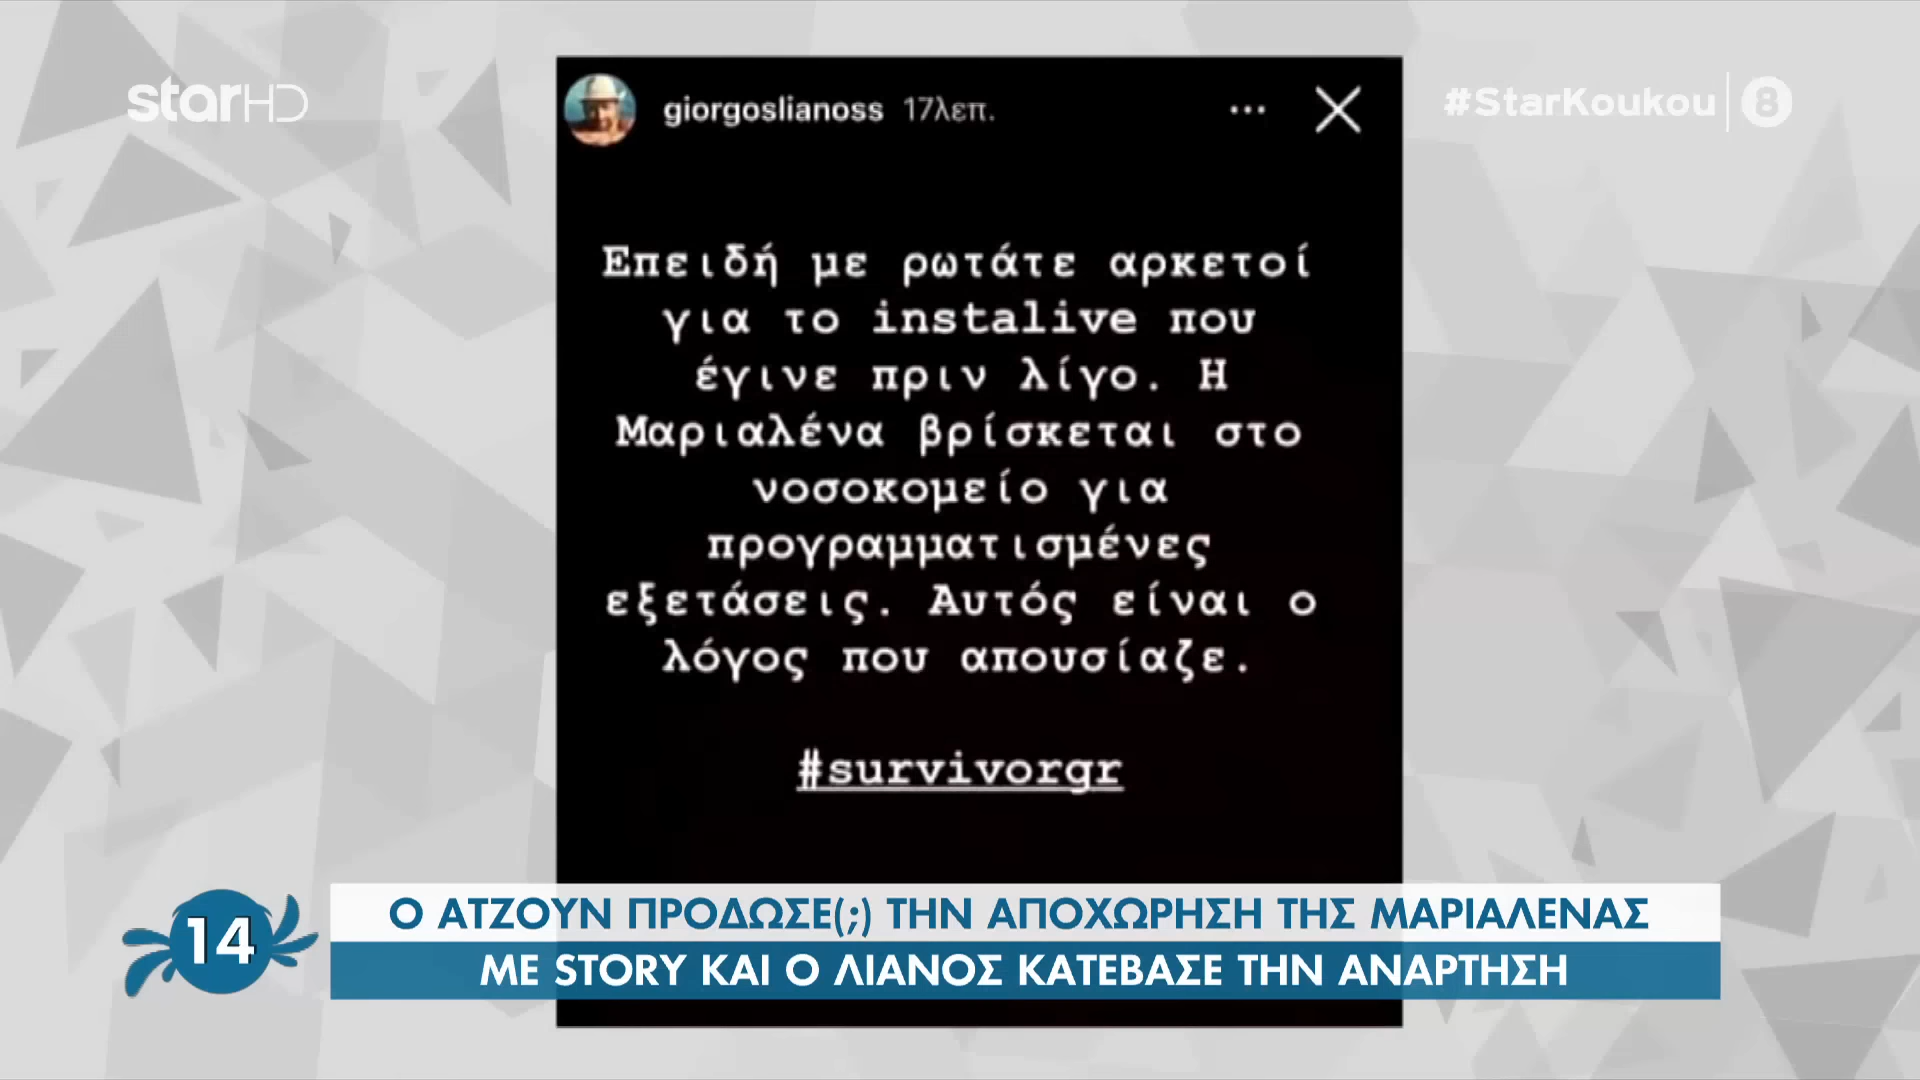 starHD
#StarKoukou 8
giorgoslianoss 17λεπ.
Επειδή με ρωτάτε αρκετοί
για το instalive που
έγινε πριν λίγο. Η
Μαριαλένα βρίσκεται στο
νοσοκομείο για
προγραμματισμένες
εξετάσεις. Αυτός είναι ο
λόγος που απουσίαζε.
#survivorgr
14
Ο ΑΤΖΟΥΝ ΠΡΟΔΩΣΕ(;) ΤΗΝ ΑΠΟΧΩΡΗΣΗ ΤΗΣ ΜΑΡΙΑΛΕΝΑΣ
ΜΕ STORY ΚΑΙ Ο ΛΙΑΝΟΣ ΚΑΤΕΒΑΣΕ ΤΗΝ ΑΝΑΡΤΗΣΗ